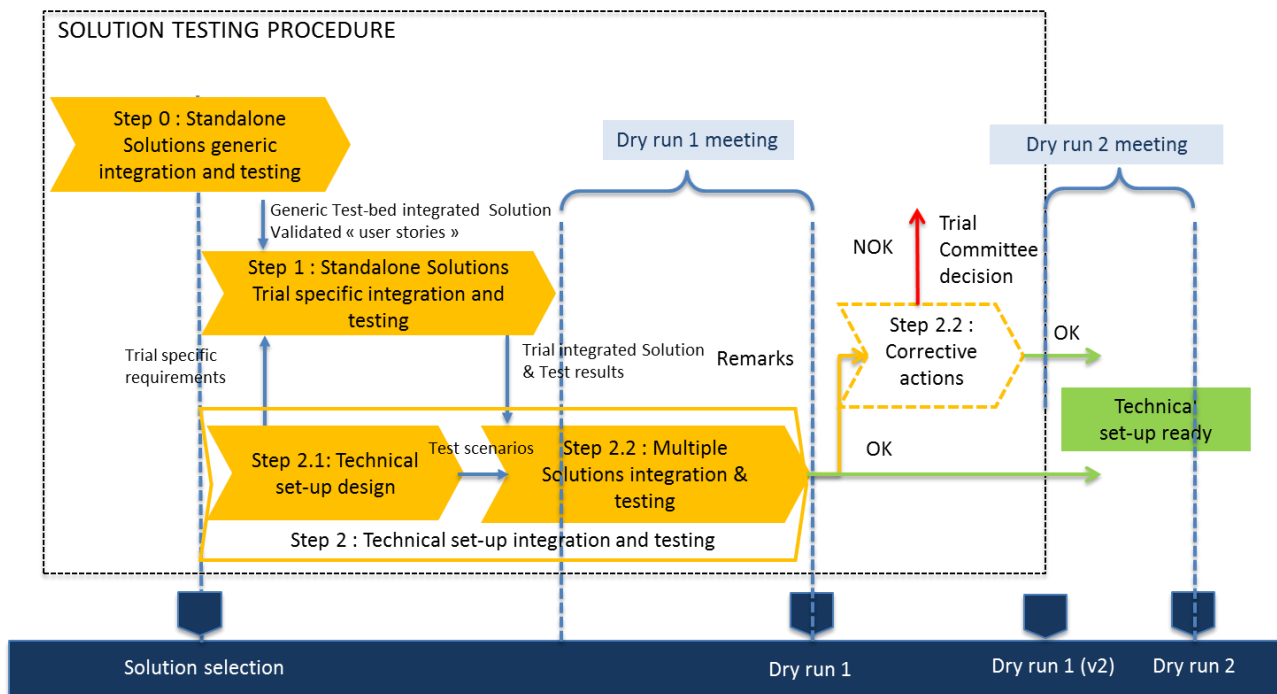 SOLUTION TESTING PROCEDURE
Step 0 : Standalone
Solutions generic
integration and testing
Dry run 1 meeting
Dry run 2 meeting
Generic Test-bed integrated Solution
Validated « user stories »
Step 1 : Standalone Solutions
Trial specific integration and
testing
NOK
Trial
Committee
decision
Trial specific
requirements
Trial integrated Solution
& Test results
Remarks
Step 2.2 :
Corrective
actions
OK
Technical
set-up ready
Step 2.1: Technical
set-up design
Test scenarios
Step 2.2 : Multiple
Solutions integration &
testing
OK
Step 2 : Technical set-up integration and testing
Solution selection
Dry run 1
Dry run 1 (v2)
Dry run 2